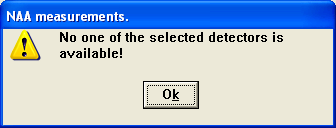 NAA measurements.
No one of the selected detectors is
available!
Ok